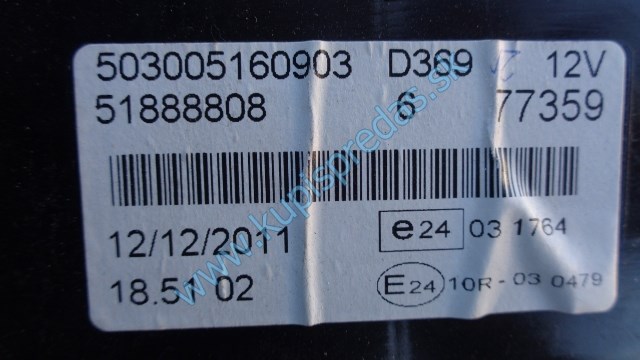 503005160903 D369 12V
51888808 6 77359
12/12/2011 e24 03 1764
18.51 02 E24 10R - 03 0479
www.kupispredas.sk